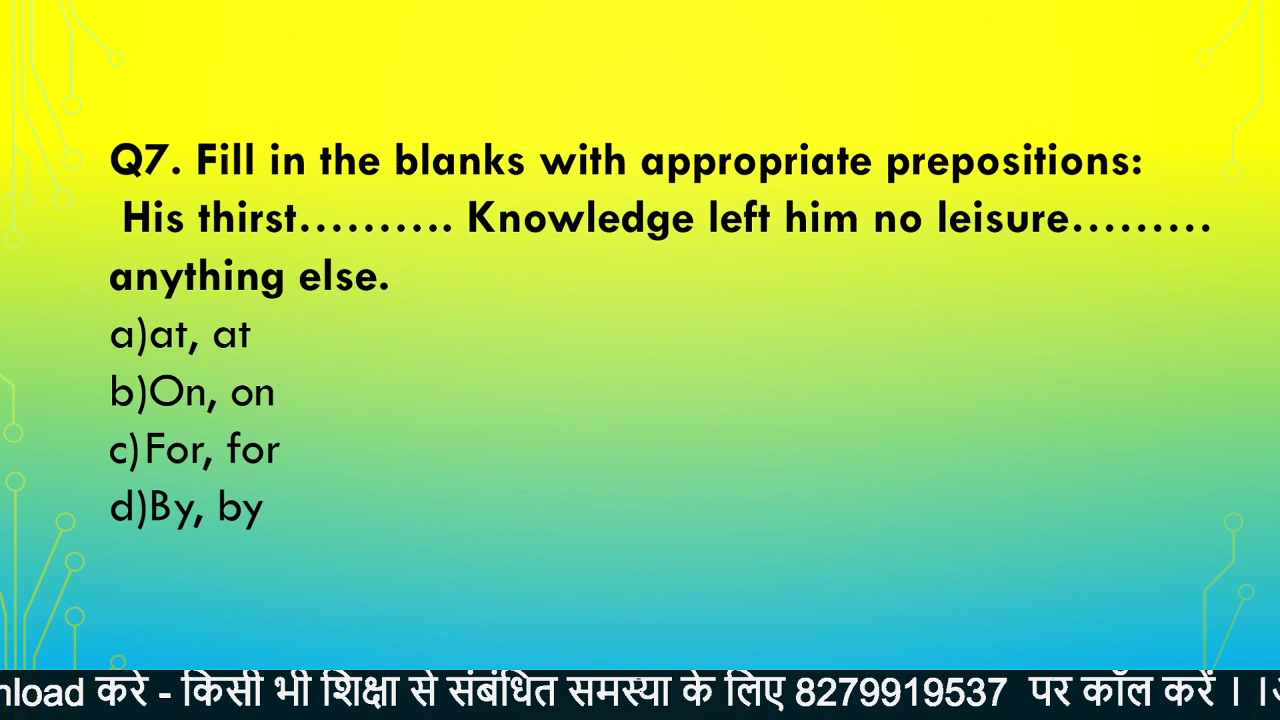 Q7. Fill in the blanks with appropriate prepositions:
His thirst………. Knowledge left him no leisure………
anything else.
a)at, at
b)On, on
c)For, for
d)By, by
nload करे - किसी भी शिक्षा से संबंधित समस्या के लिए 8279919537 पर कॉल करें । ।